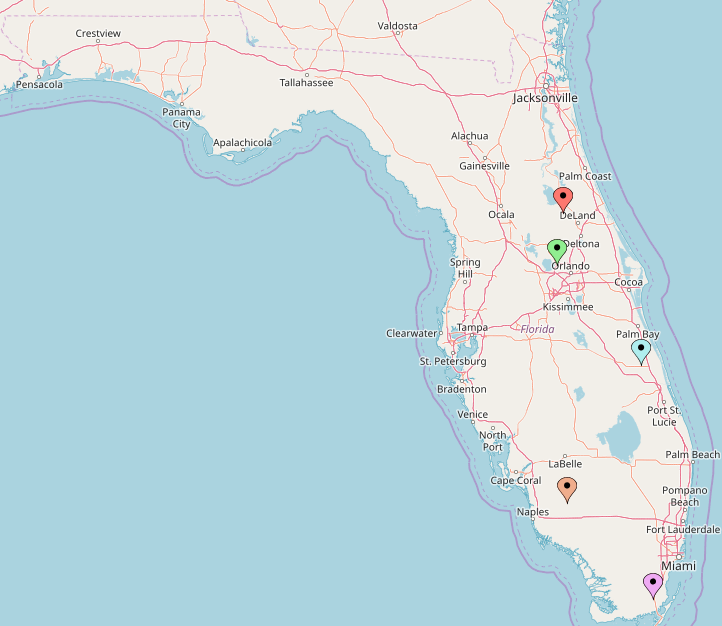 Valdosta
Crestview
Tallahassee
Pensacola
Jacksonville
Panama
City
Alachua
Apalachicola
Gainesville
Palm Coast
Ocala
DeLand
Deltona
Spring
Hill
Orlando
Cocoa
Kissimmee
Clearwater
Tampa
Florida
Palm Bay
St. Petersburg
Bradenton
Venice
Port St.
Lucie
North
Port
Palm Beach
LaBelle
Cape Coral
Pompano
Beach
Naples
Fort Lauderdale
Miami